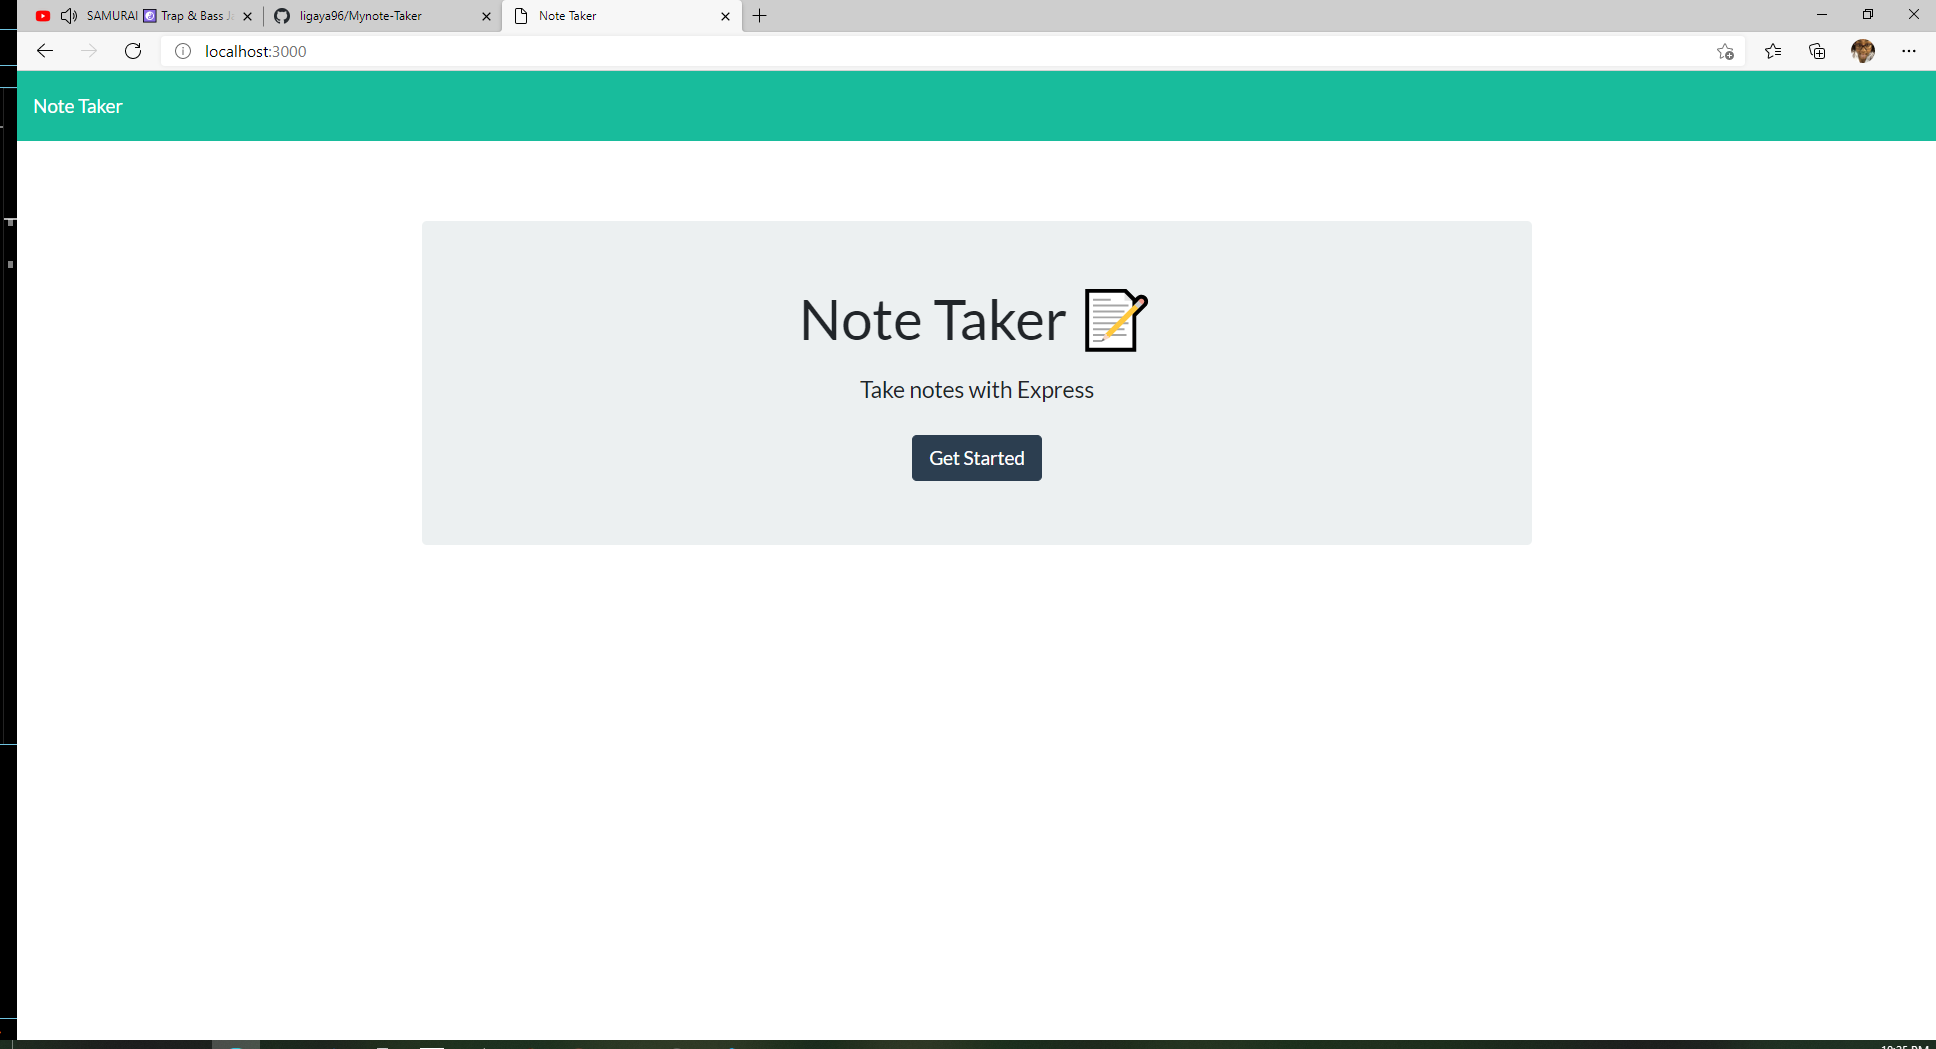 SAMURAI Trap & Bass
ligaya96/Mynote-Taker
Note Taker
localhost:3000
Note Taker
Note Taker
Take notes with Express
Get Started